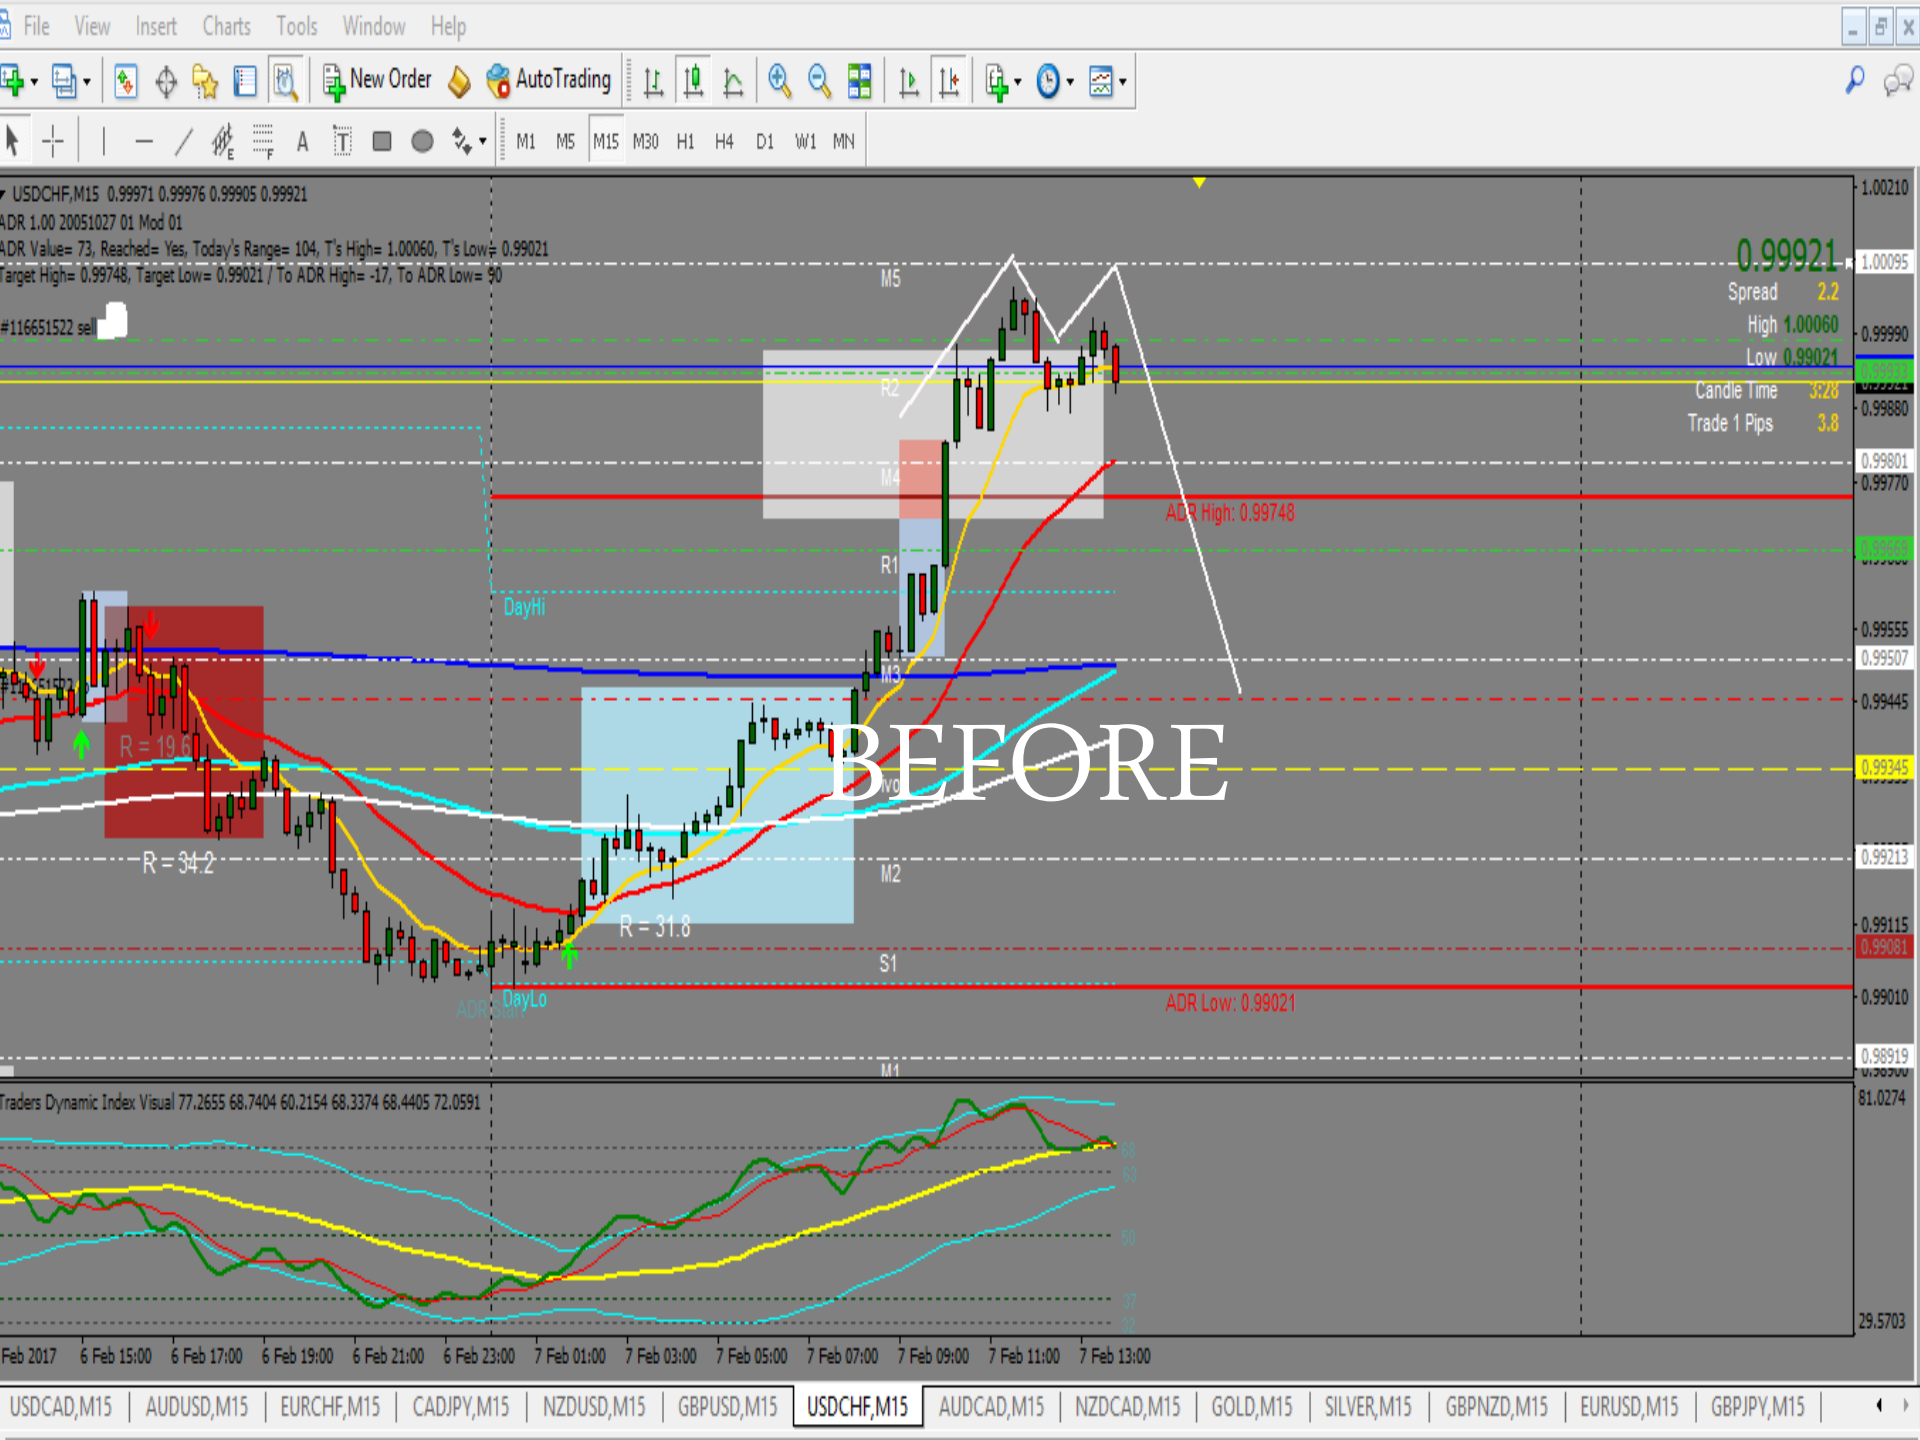 File View Insert Charts Tools Window Help
New Order AutoTrading
A T M1 M5 M15 M30 H1 H4 D1 W1 MN
USDCHF,M15 0.99971 0.99976 0.99905 0.99921
ADR 1.00 20051027 01 Mod 01
ADR Value= 73, Reached= Yes, Today's Range= 104, T's High= 1.00060, T's Low= 0.99021
Target High= 0.99748, Target Low= 0.99021 / To ADR High= -17, To ADR Low= 90
#116651522 sell
1.00210
0.99921
1.00095
M5
Spread 2.2
High 1.00060
0.99990
Low 0.99021
R2
Candle Time 3:28
0.99880
Trade 1 Pips 3.8
0.99801
M4
0.99770
ADR High: 0.99748
R1
DayHi
0.99555
0.99507
M3
0.99445
R = 19.6
BEFORE
0.99345
R = 34.2
0.99213
M2
R = 31.8
0.99115
0.99081
S1
DayLo
ADR Start
ADR Low: 0.99021
0.99010
0.98919
M1
0.98900
Traders Dynamic Index Visual 77.2655 68.7404 60.2154 68.3374 68.4405 72.0591
81.0274
68
63
50
37
32
29.5703
Feb 2017 6 Feb 15:00 6 Feb 17:00 6 Feb 19:00 6 Feb 21:00 6 Feb 23:00 7 Feb 01:00 7 Feb 03:00 7 Feb 05:00 7 Feb 07:00 7 Feb 09:00 7 Feb 11:00 7 Feb 13:00
USDCAD,M15 AUDUSD,M15 EURCHF,M15 CADJPY,M15 NZDUSD,M15 GBPUSD,M15 USDCHF,M15 AUDCAD,M15 NZDCAD,M15 GOLD,M15 SILVER,M15 GBPNZD,M15 EURUSD,M15 GBPJPY,M15